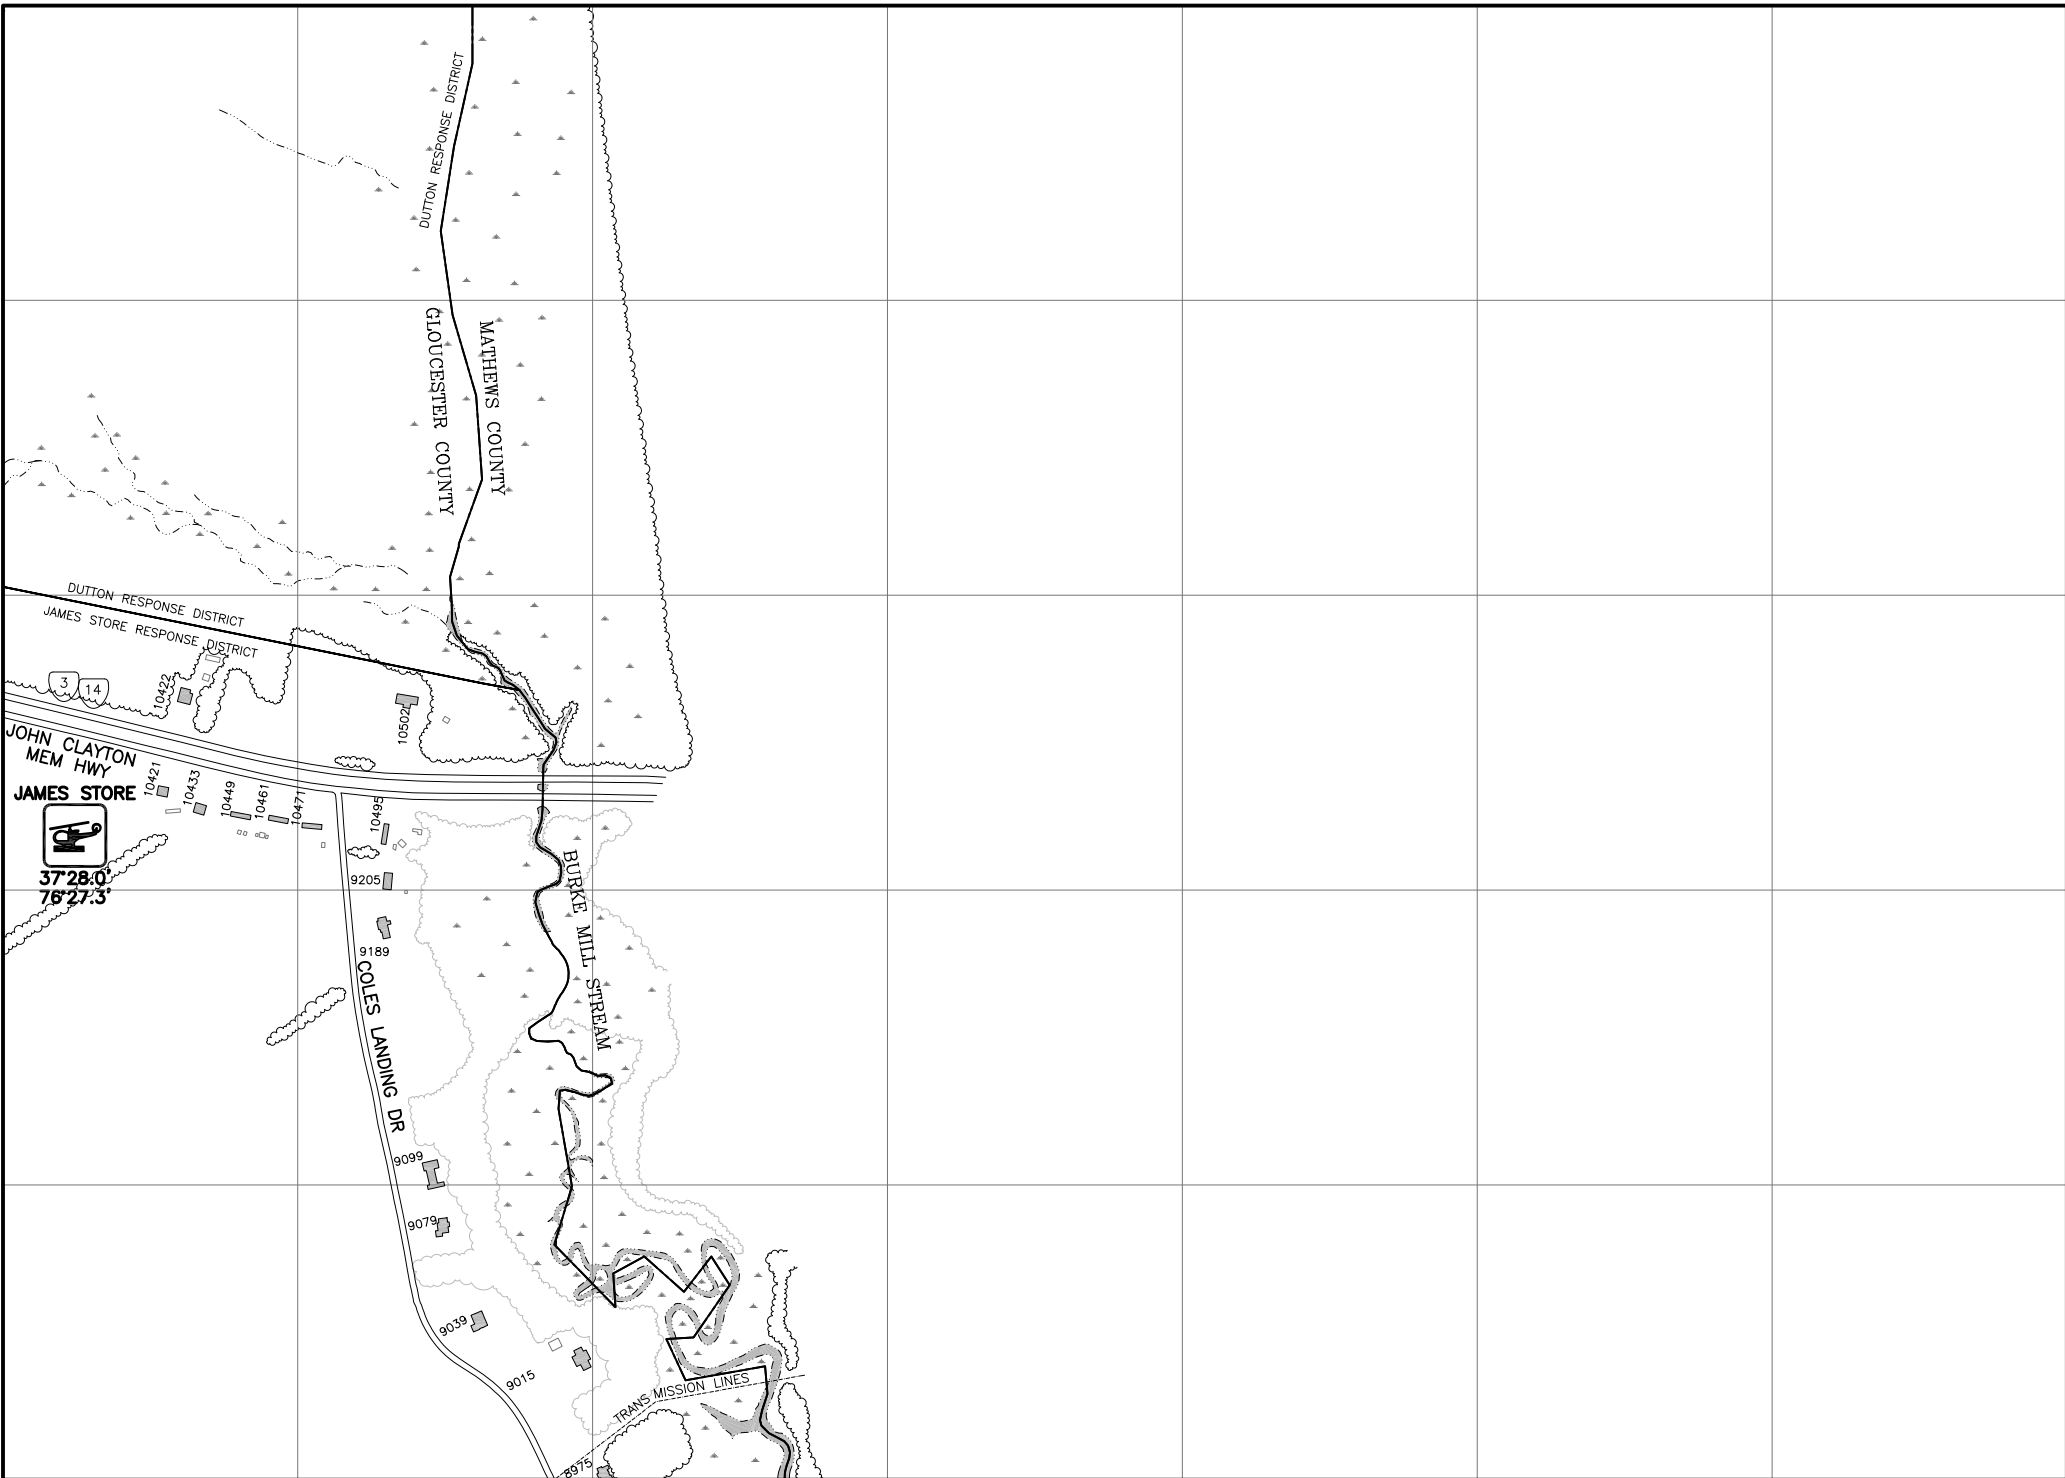 DUTTON RESPONSE DISTRICT
GLOUCESTER COUNTY
MATHEWS COUNTY
DUTTON RESPONSE DISTRICT
JAMES STORE RESPONSE DISTRICT
3
14
10422
10502
JOHN CLAYTON
MEM HWY
JAMES STORE
10421
10433
10449
10461
10471
10495
37°28.0'
76°27.3'
9205
9189
BURKE MILL STREAM
COLES LANDING DR
9099
9079
9039
9015
TRANS MISSION LINES
8975